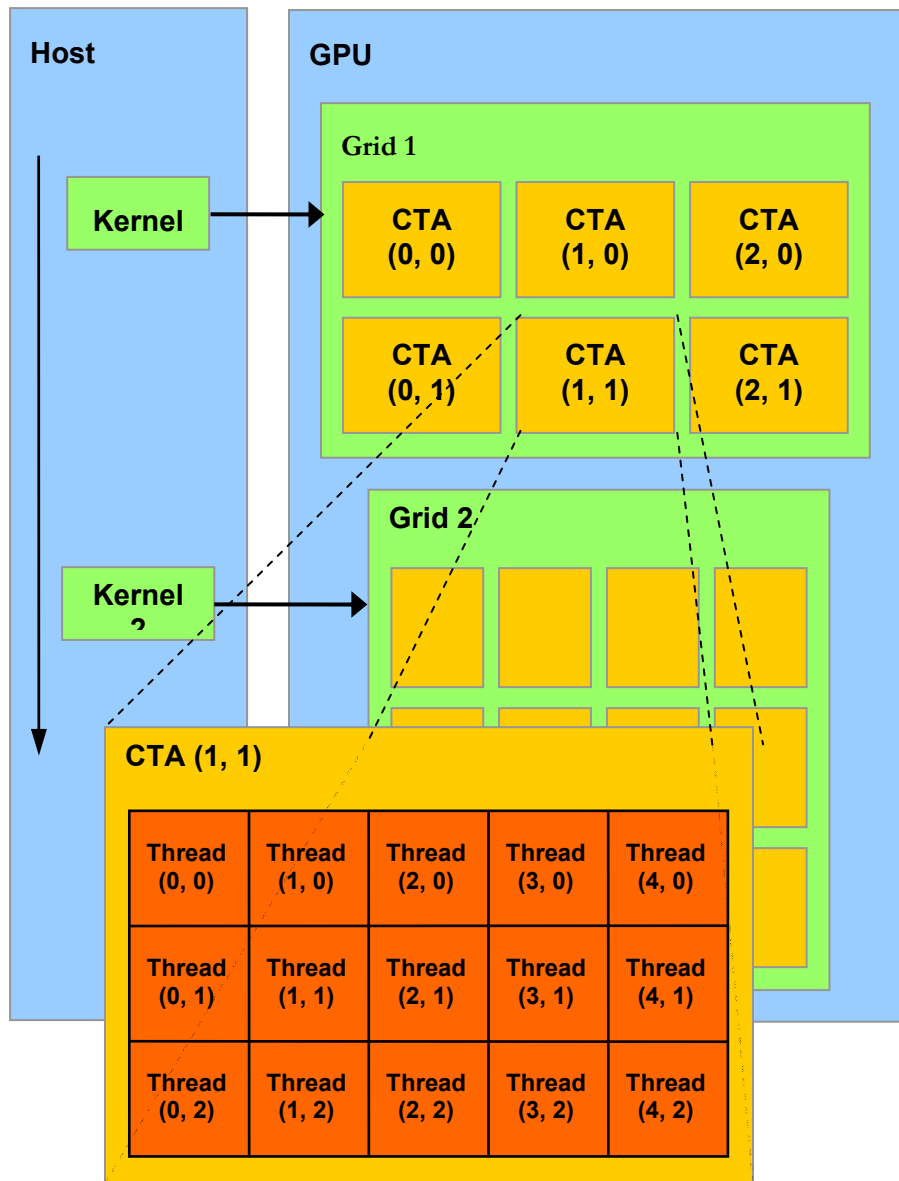 Host
GPU
Grid 1
Kernel
CTA
(0, 0)
CTA
(1, 0)
CTA
(2, 0)
CTA
(0, 1)
CTA
(1, 1)
CTA
(2, 1)
Grid 2
Kernel
2
CTA (1, 1)
Thread
(0, 0)
Thread
(1, 0)
Thread
(2, 0)
Thread
(3, 0)
Thread
(4, 0)
Thread
(0, 1)
Thread
(1, 1)
Thread
(2, 1)
Thread
(3, 1)
Thread
(4, 1)
Thread
(0, 2)
Thread
(1, 2)
Thread
(2, 2)
Thread
(3, 2)
Thread
(4, 2)